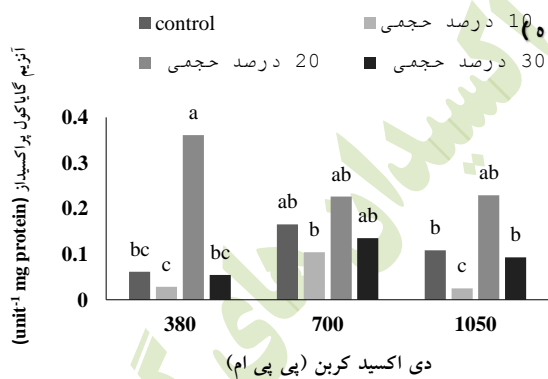 control
10 درصد حجمی
(ه
20 درصد حجمی
30 درصد حجمی
آنزیم گایاکول پراکسیداز
(unit⁻¹ mg protein)
0.4
0.3
0.2
0.1
0
bc c a bc
ab b ab ab
b c ab b
380 700 1050
دی اکسید کربن (پی پی ام)